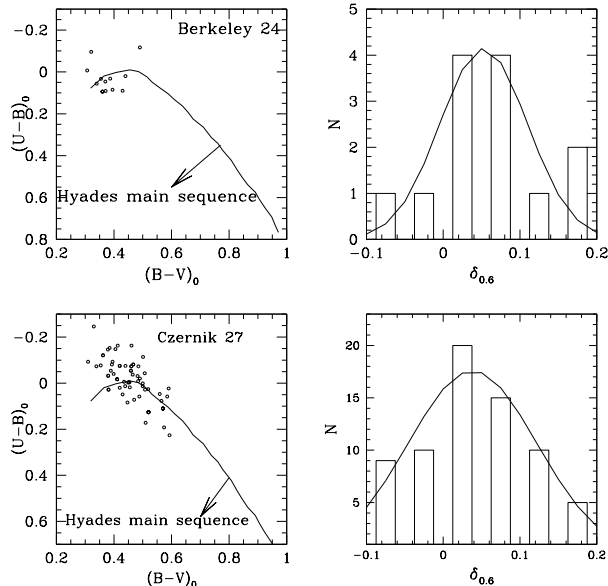 Berkeley 24
-0.2
0
0.2
0.4
0.6
0.8
(U-B)₀
Hyades main sequence
0.2 0.4 0.6 0.8 1
(B-V)₀
5
4
3
2
1
0
N
-0.1 0 0.1 0.2
δ₀.₆
Czernik 27
-0.2
0
0.2
0.4
0.6
(U-B)₀
Hyades main sequence
0.2 0.4 0.6 0.8 1
(B-V)₀
20
15
10
5
N
-0.1 0 0.1 0.2
δ₀.₆